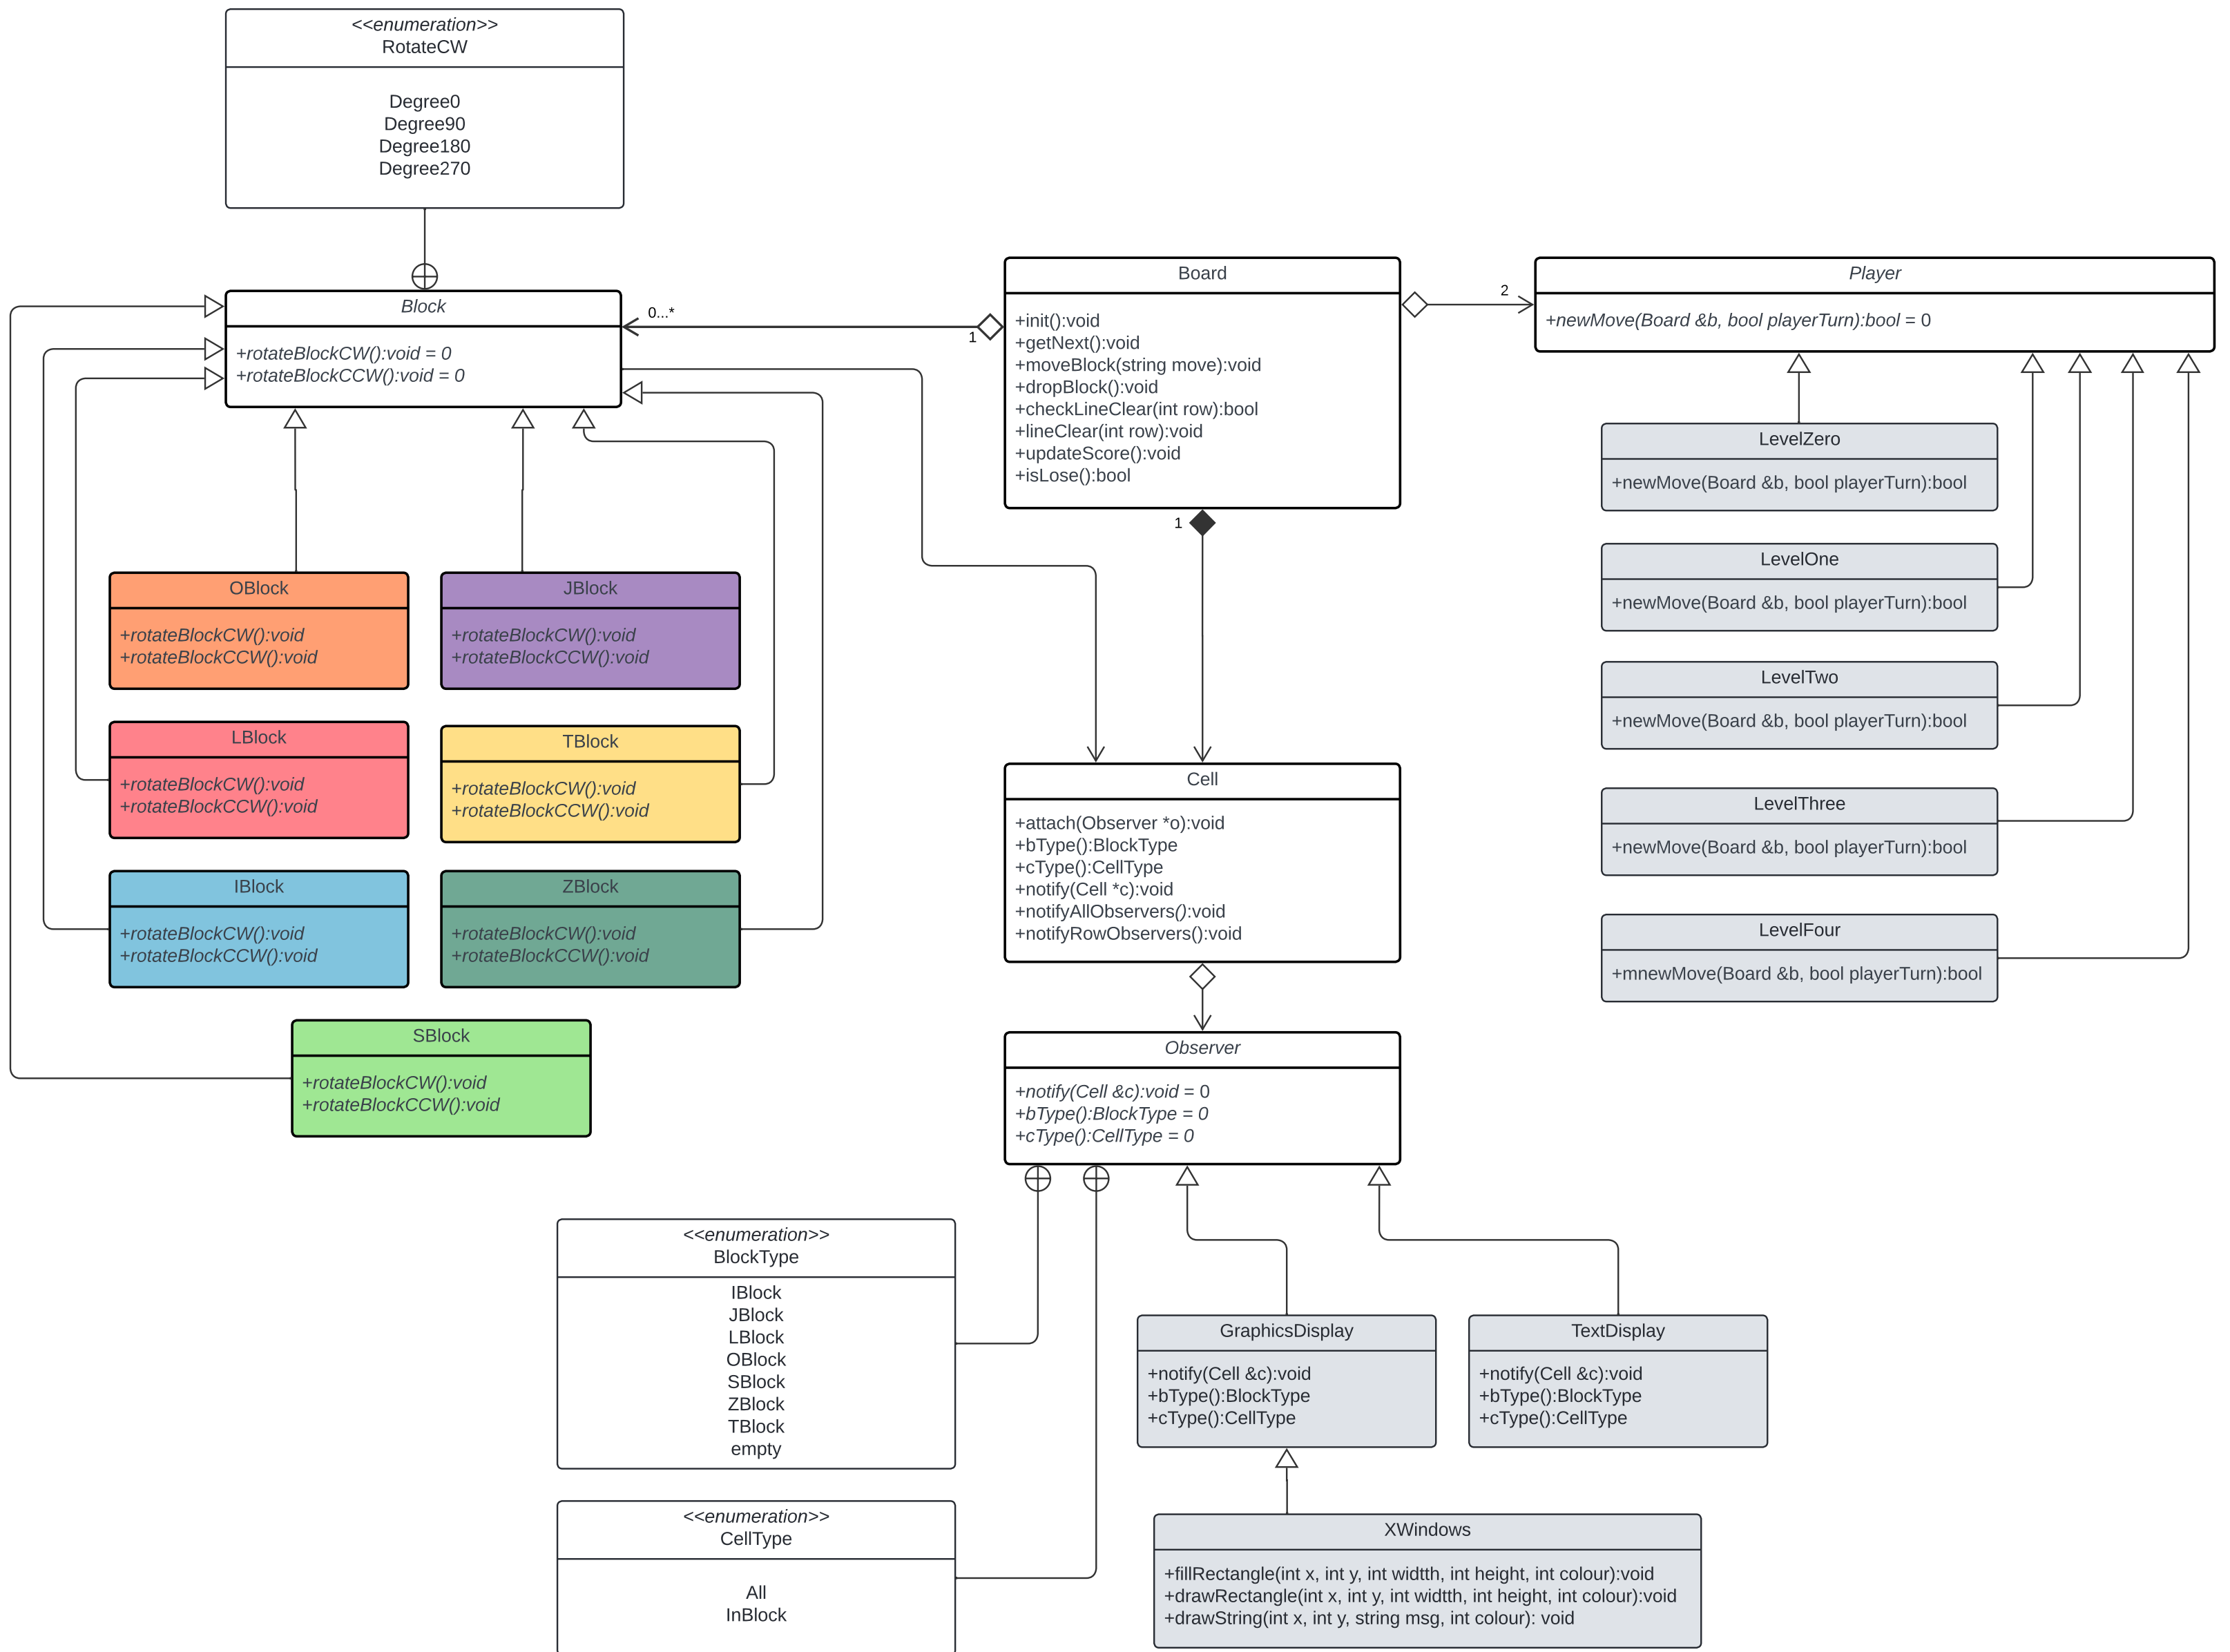 <<enumeration>>
RotateCW
Degree0
Degree90
Degree180
Degree270
Block
+rotateBlockCW():void = 0
+rotateBlockCCW():void = 0
0...*
1
Board
+init():void
+getNext():void
+moveBlock(string move):void
+dropBlock():void
+checkLineClear(int row):bool
+lineClear(int row):void
+updateScore():void
+isLose():bool
2
Player
+newMove(Board &b, bool playerTurn):bool = 0
LevelZero
+newMove(Board &b, bool playerTurn):bool
LevelOne
+newMove(Board &b, bool playerTurn):bool
LevelTwo
+newMove(Board &b, bool playerTurn):bool
LevelThree
+newMove(Board &b, bool playerTurn):bool
LevelFour
+mnewMove(Board &b, bool playerTurn):bool
OBlock
+rotateBlockCW():void
+rotateBlockCCW():void
JBlock
+rotateBlockCW():void
+rotateBlockCCW():void
LBlock
+rotateBlockCW():void
+rotateBlockCCW():void
TBlock
+rotateBlockCW():void
+rotateBlockCCW():void
IBlock
+rotateBlockCW():void
+rotateBlockCCW():void
ZBlock
+rotateBlockCW():void
+rotateBlockCCW():void
SBlock
+rotateBlockCW():void
+rotateBlockCCW():void
1
Cell
+attach(Observer *o):void
+bType():BlockType
+cType():CellType
+notify(Cell *c):void
+notifyAllObservers():void
+notifyRowObservers():void
Observer
+notify(Cell &c):void = 0
+bType():BlockType = 0
+cType():CellType = 0
<<enumeration>>
BlockType
IBlock
JBlock
LBlock
OBlock
SBlock
ZBlock
TBlock
empty
<<enumeration>>
CellType
All
InBlock
GraphicsDisplay
+notify(Cell &c):void
+bType():BlockType
+cType():CellType
TextDisplay
+notify(Cell &c):void
+bType():BlockType
+cType():CellType
XWindows
+fillRectangle(int x, int y, int widtth, int height, int colour):void
+drawRectangle(int x, int y, int widtth, int height, int colour):void
+drawString(int x, int y, string msg, int colour): void